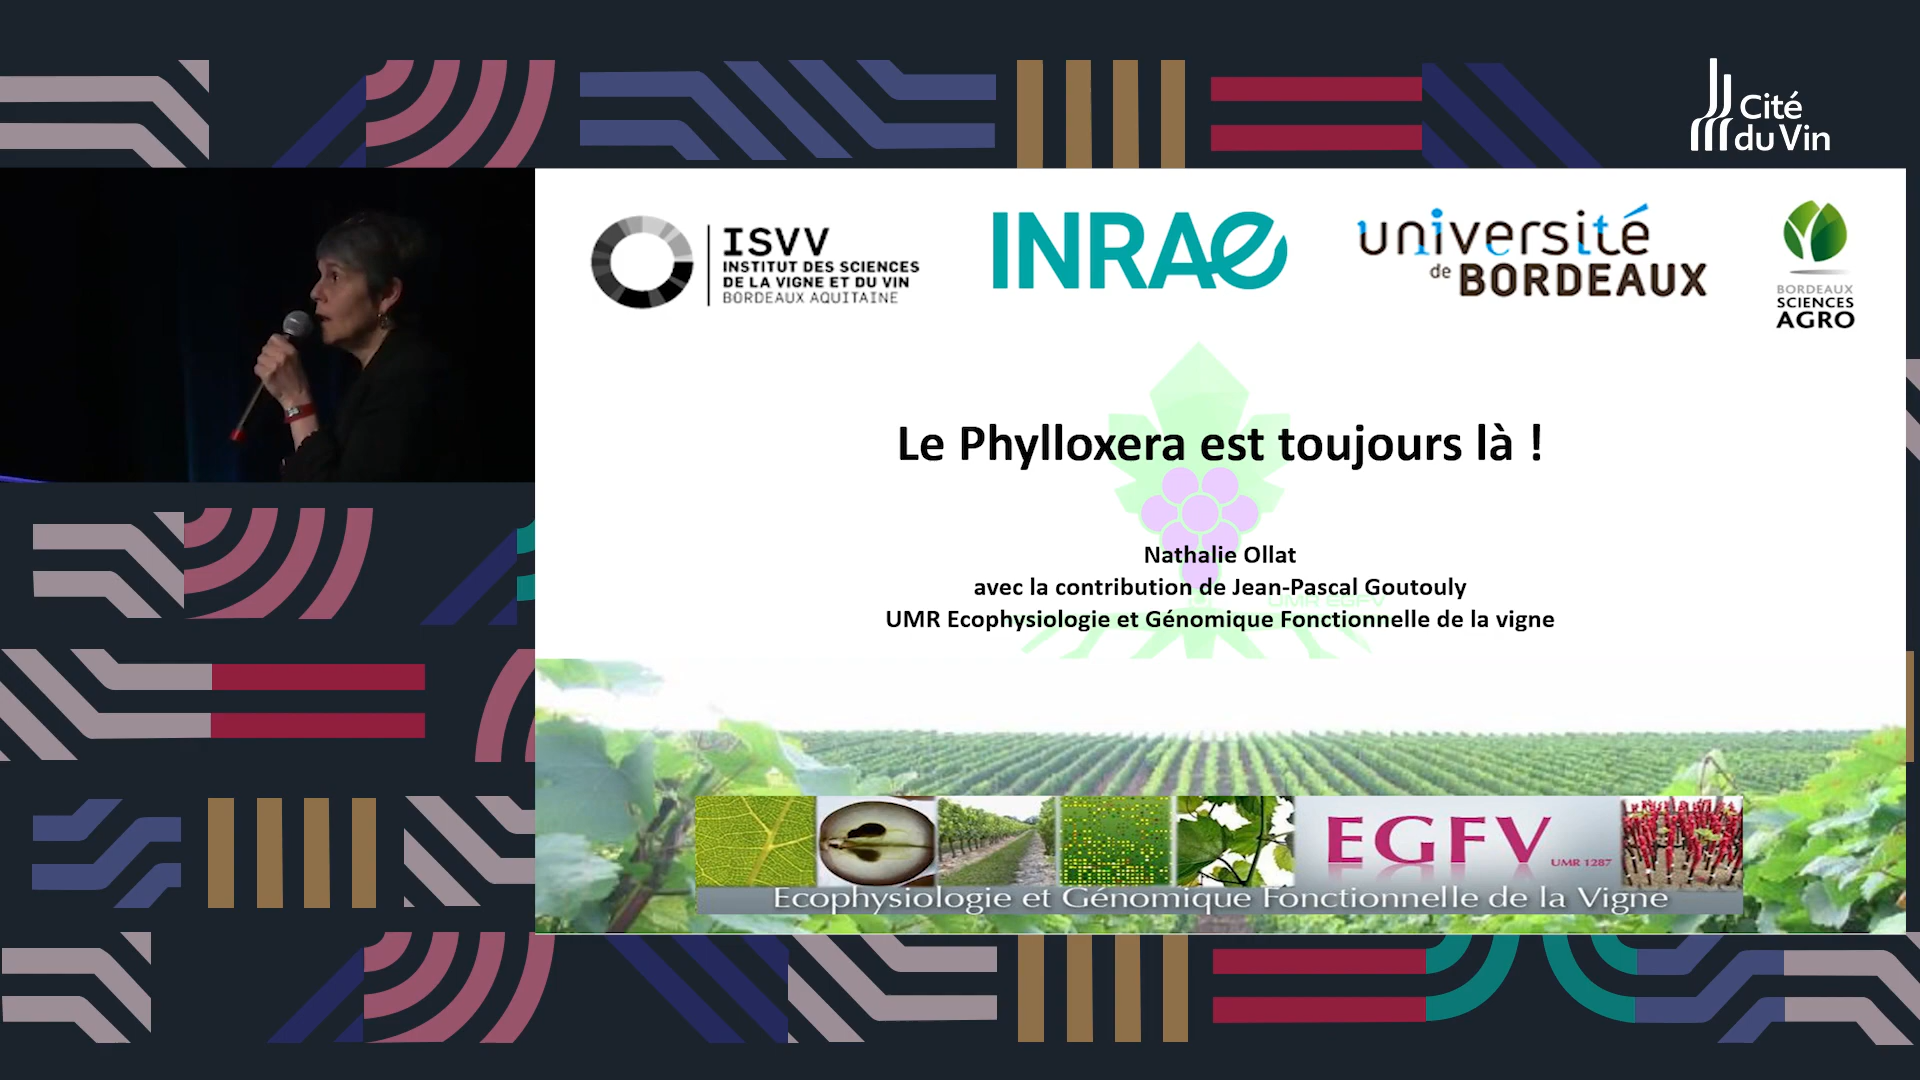 Cité
du Vin
ISVV
INSTITUT DES SCIENCES
DE LA VIGNE ET DU VIN
BORDEAUX AQUITAINE
INRAE
université
de BORDEAUX
BORDEAUX
SCIENCES
AGRO
Le Phylloxera est toujours là !
Nathalie Ollat
avec la contribution de Jean-Pascal Goutouly
UMR EGFV
UMR Ecophysiologie et Génomique Fonctionnelle de la vigne
EGFV
UMR 1287
Ecophysiologie et Génomique Fonctionnelle de la Vigne